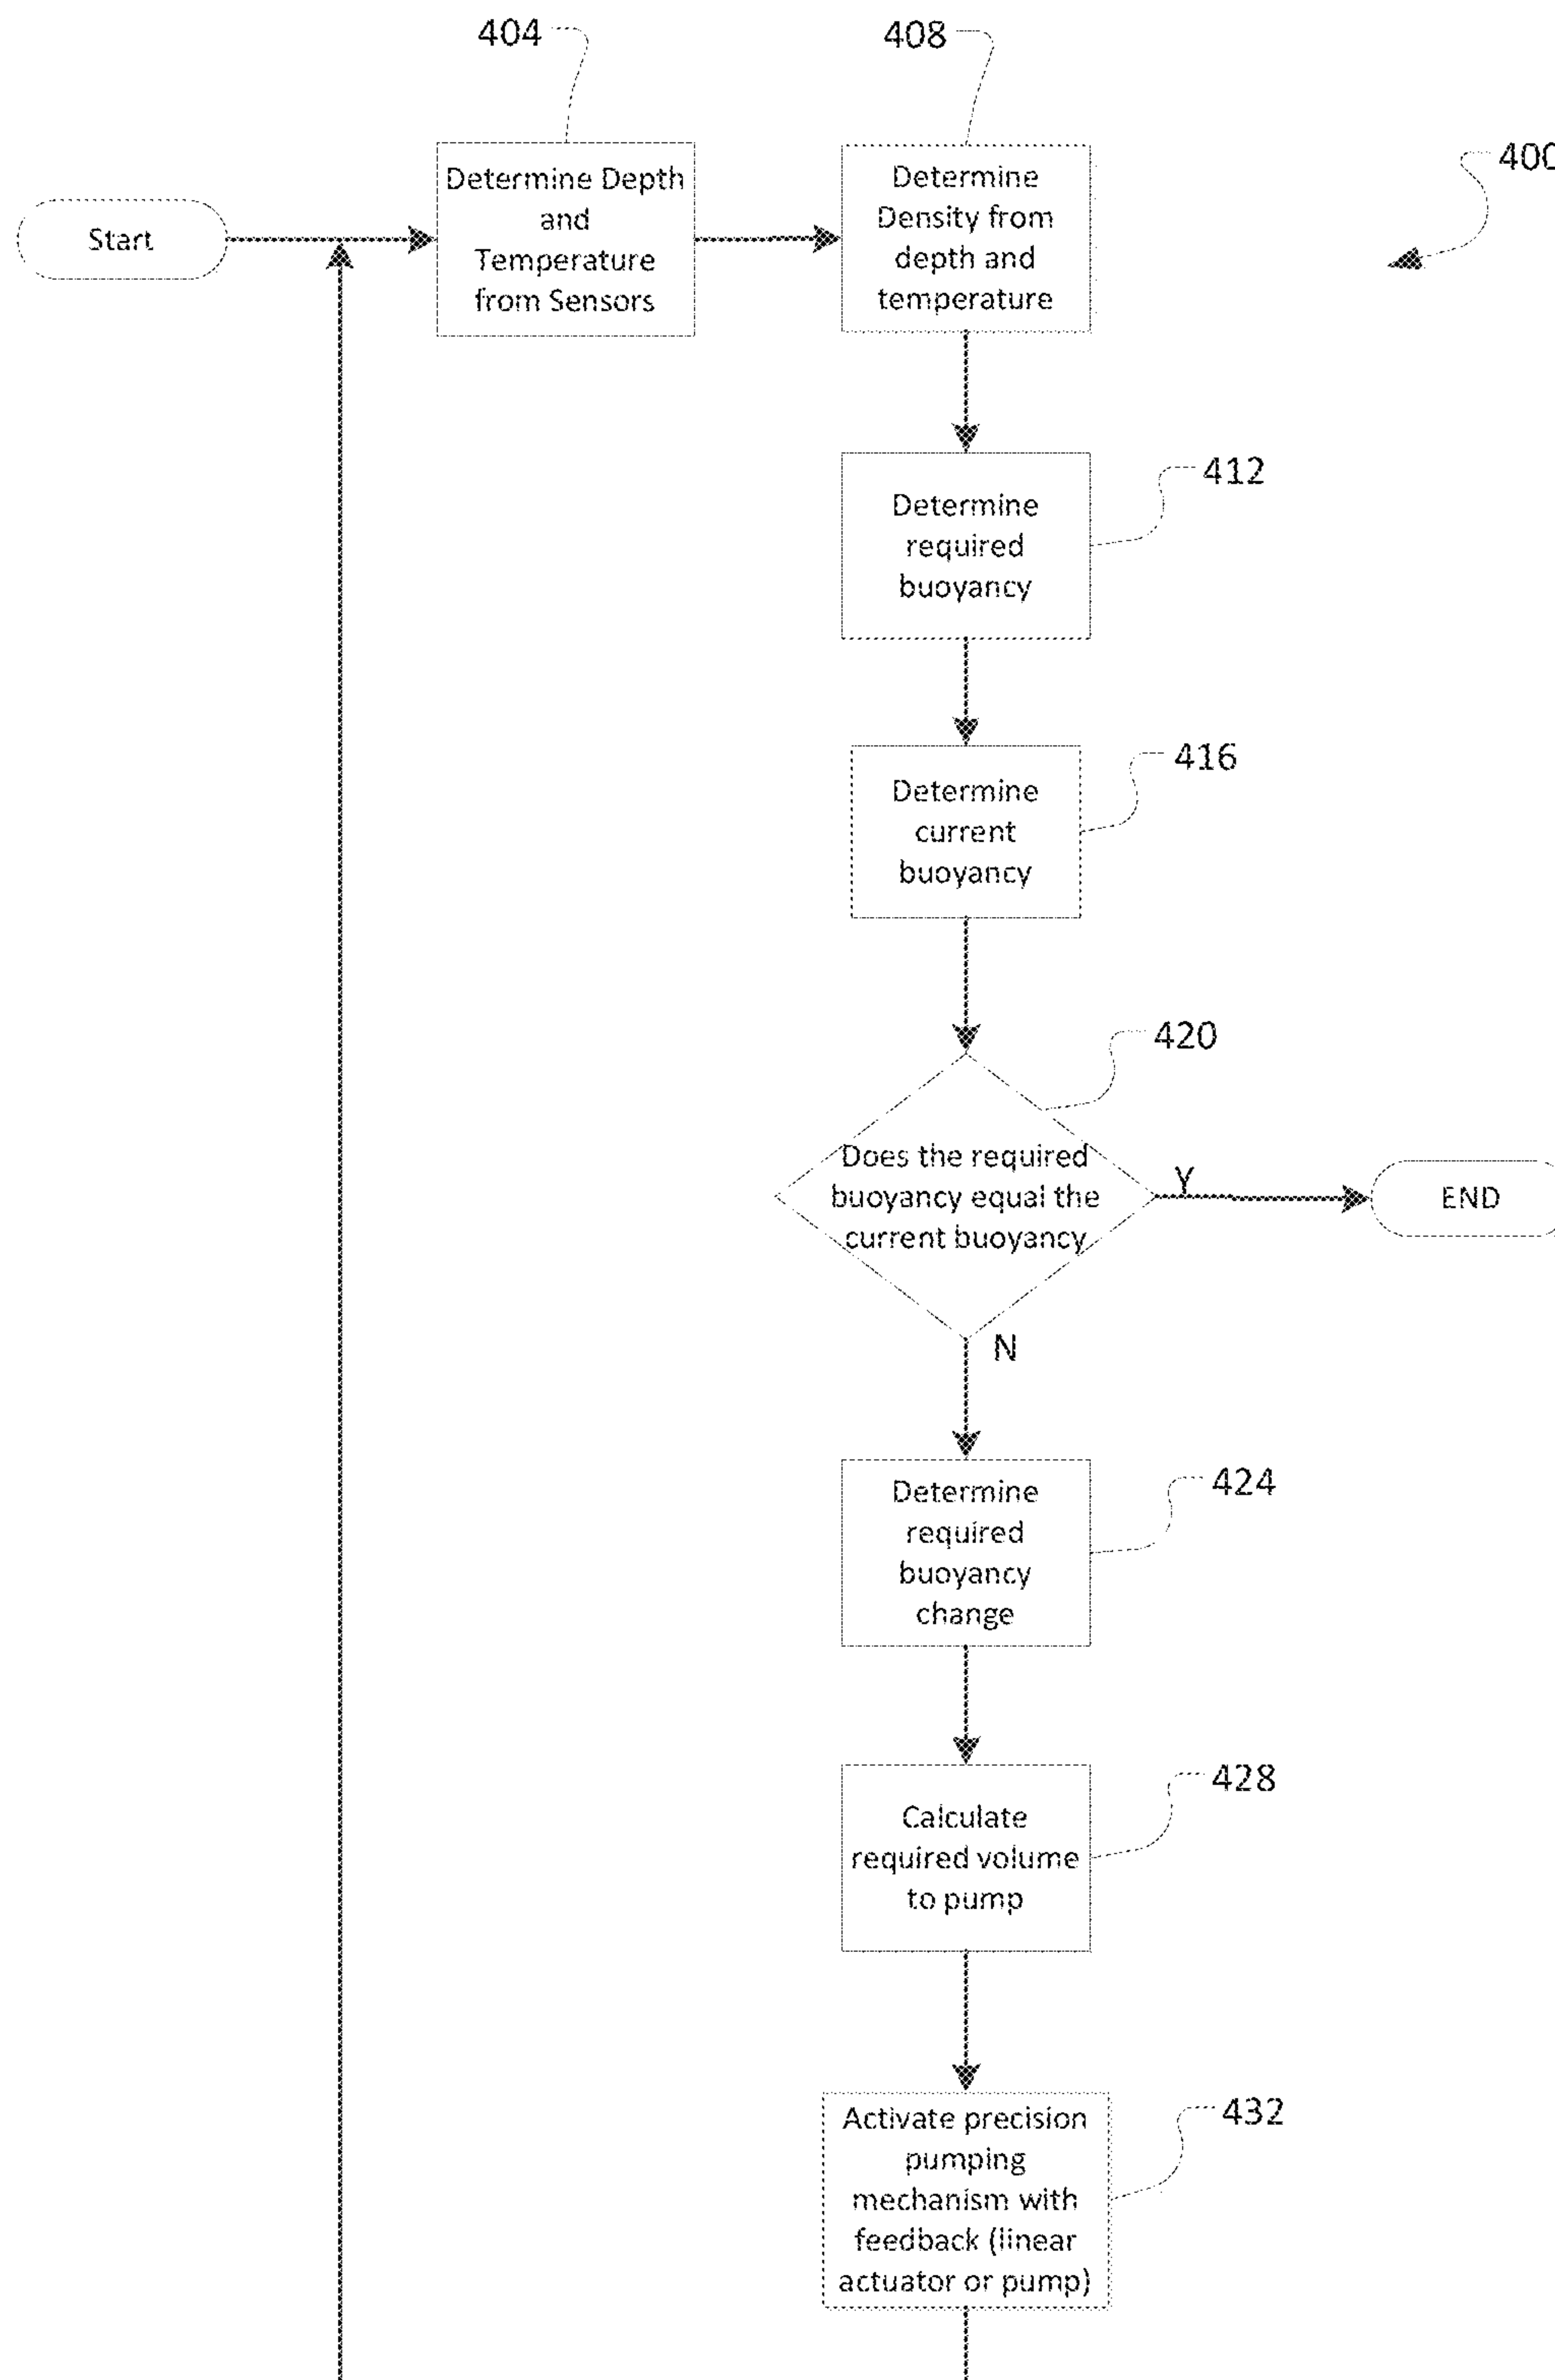 404
408
400
Start
Determine Depth
and
Temperature
from Sensors
Determine
Density from
depth and
temperature
412
Determine
required
buoyancy
416
Determine
current
buoyancy
420
Does the required
buoyancy equal the
current buoyancy
Y
END
N
424
Determine
required
buoyancy
change
428
Calculate
required volume
to pump
432
Activate precision
pumping
mechanism with
feedback (linear
actuator or pump)